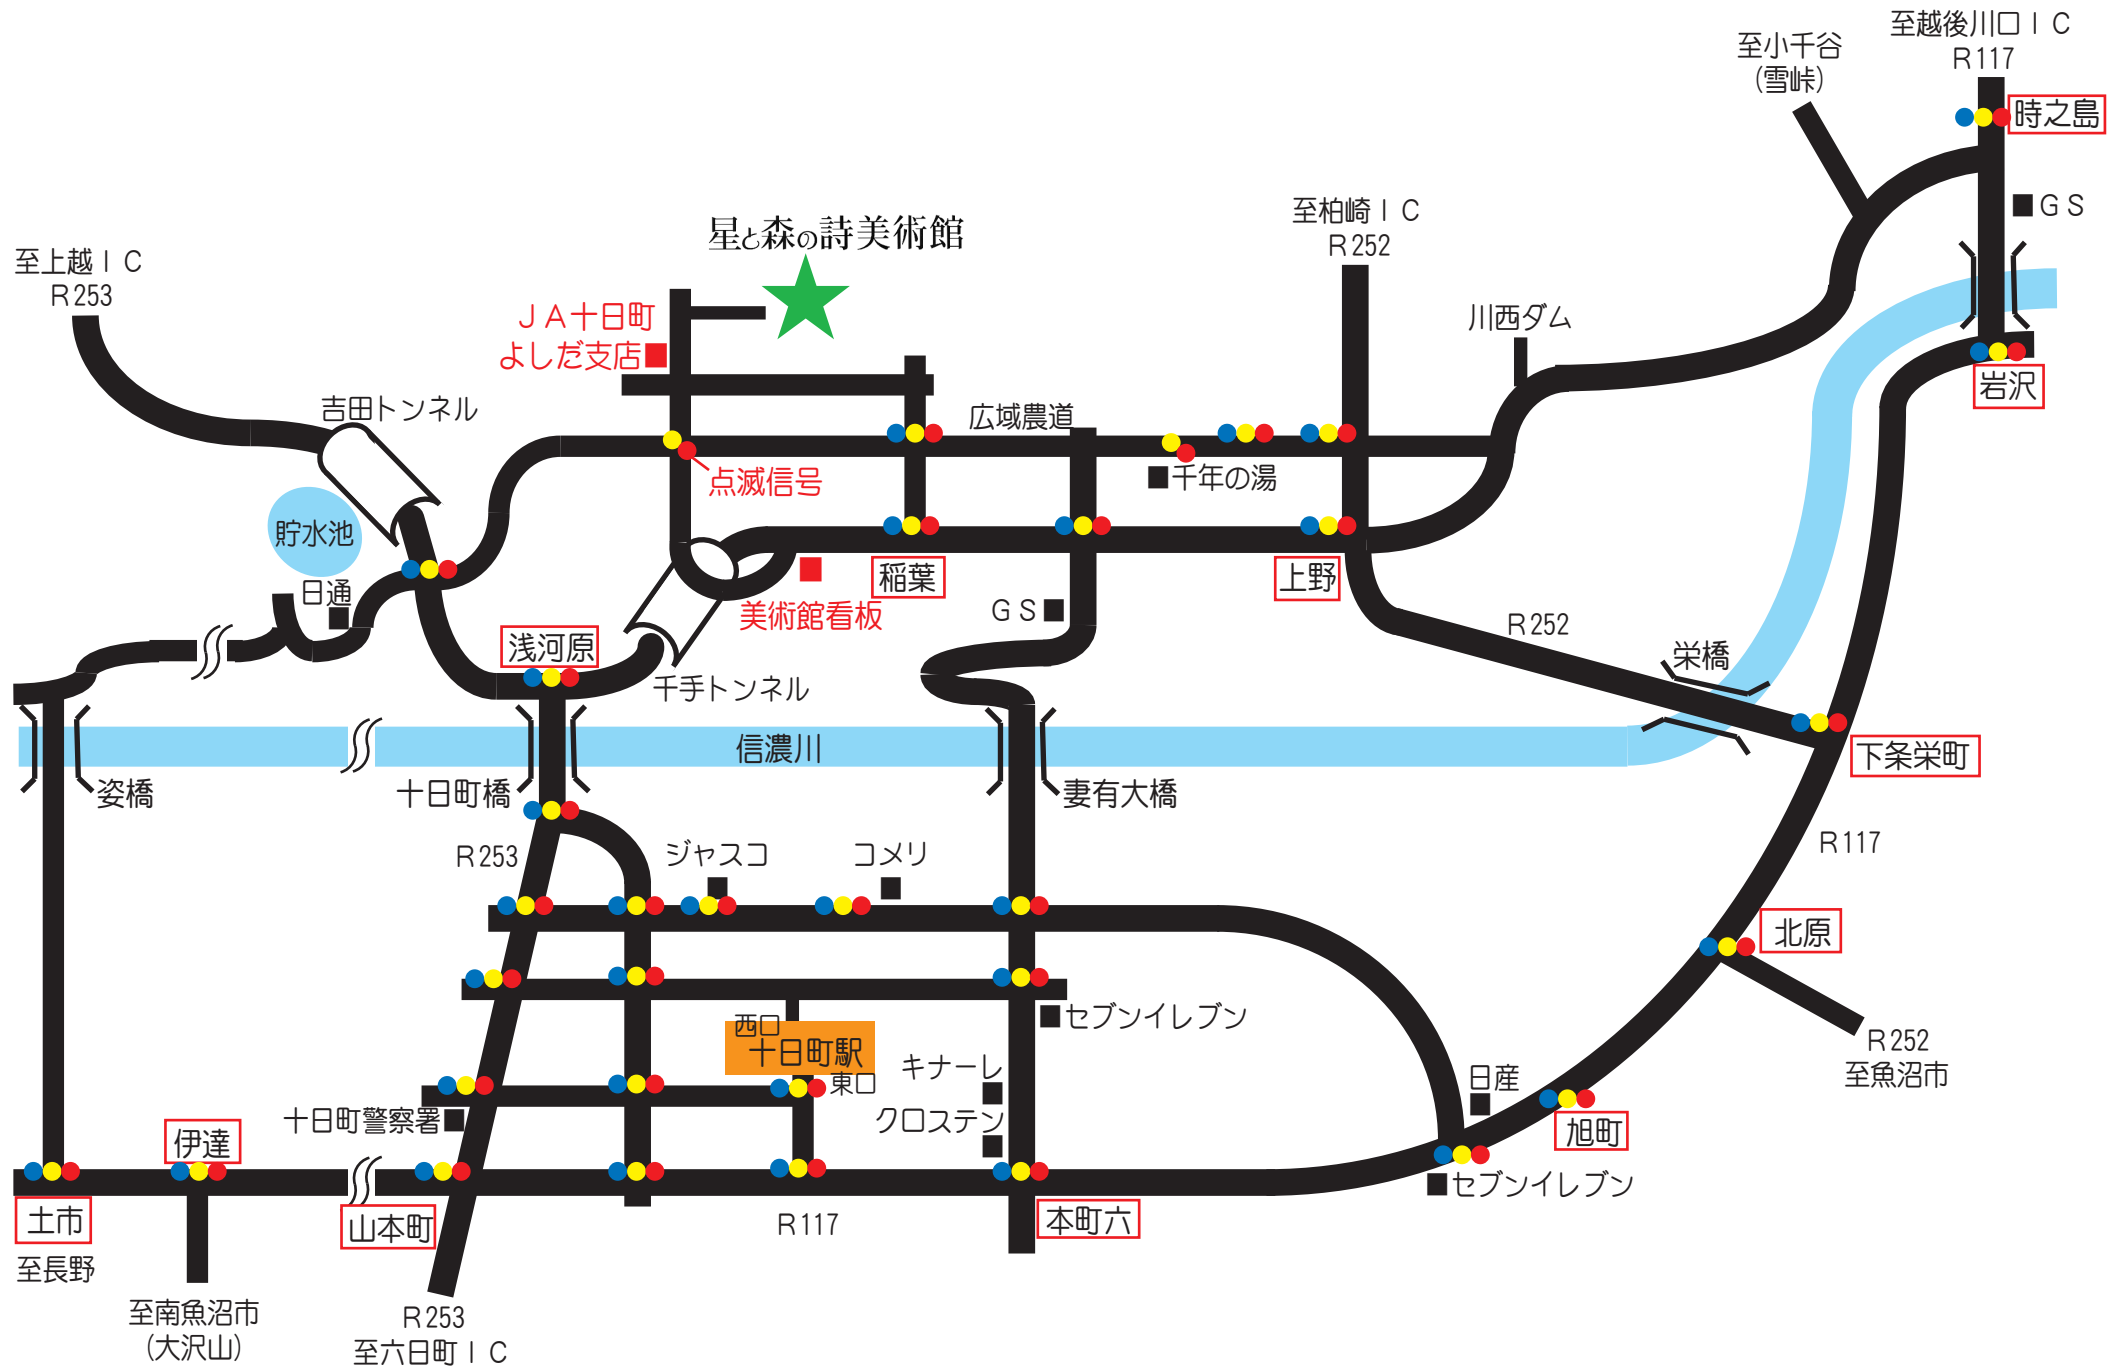 至越後川口ＩＣ
R117
至小千谷
（雪峠）
時之島
ＧＳ
至柏崎ＩＣ
R252
星と森の詩美術館
至上越ＩＣ
R253
ＪＡ十日町
よしだ支店
川西ダム
岩沢
吉田トンネル
広域農道
点滅信号
千年の湯
貯水池
日通
稲葉
上野
美術館看板
ＧＳ
R252
浅河原
千手トンネル
栄橋
信濃川
下条栄町
姿橋
十日町橋
妻有大橋
R253
ジャスコ
コメリ
R117
北原
セブンイレブン
西口
十日町駅
東口
R252
至魚沼市
キナーレ
クロステン
日産
十日町警察署
伊達
旭町
セブンイレブン
土市
山本町
R117
本町六
至長野
至南魚沼市
（大沢山）
R253
至六日町ＩＣ